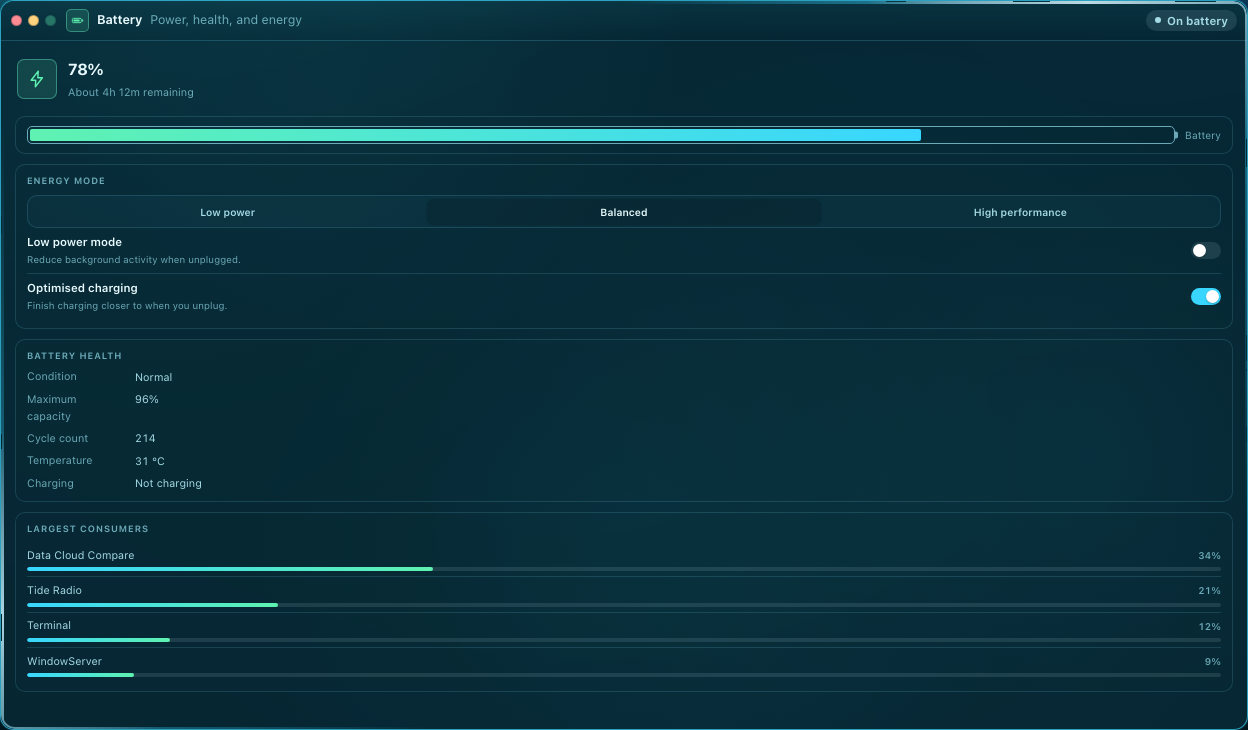 Battery Power, health, and energy
On battery
78%
About 4h 12m remaining
Battery
ENERGY MODE
Low power Balanced High performance
Low power mode
Reduce background activity when unplugged.
Optimised charging
Finish charging closer to when you unplug.
BATTERY HEALTH
Condition Normal
Maximum capacity 96%
Cycle count 214
Temperature 31 °C
Charging Not charging
LARGEST CONSUMERS
Data Cloud Compare 34%
Tide Radio 21%
Terminal 12%
WindowServer 9%